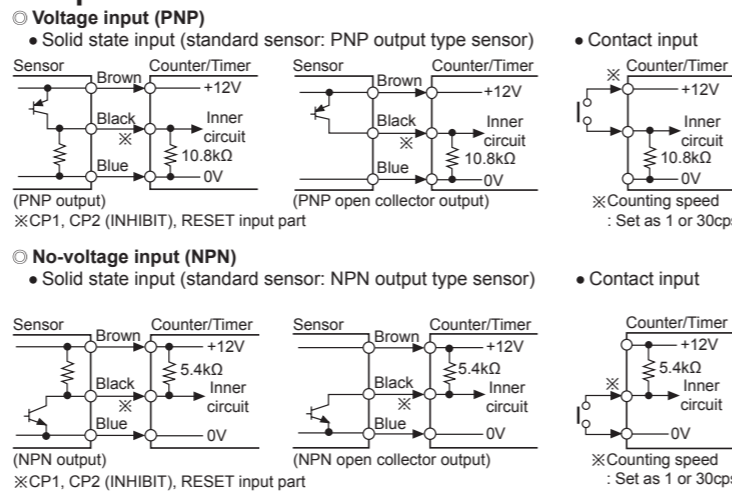 ◎ Voltage input (PNP)
● Solid state input (standard sensor: PNP output type sensor)
● Contact input
Sensor
Brown
Counter/Timer
+12V
Black
※
Inner
circuit
10.8kΩ
Blue
0V
(PNP output)
Sensor
Brown
Counter/Timer
+12V
Black
※
Inner
circuit
10.8kΩ
Blue
0V
(PNP open collector output)
※
Counter/Timer
+12V
Inner
circuit
10.8kΩ
0V
※Counting speed
: Set as 1 or 30cps
※CP1, CP2 (INHIBIT), RESET input part
◎ No-voltage input (NPN)
● Solid state input (standard sensor: NPN output type sensor)
● Contact input
Sensor
Brown
Counter/Timer
+12V
5.4kΩ
Black
※
Inner
circuit
Blue
0V
(NPN output)
Sensor
Brown
Counter/Timer
+12V
5.4kΩ
Black
※
Inner
circuit
Blue
0V
(NPN open collector output)
Counter/Timer
+12V
5.4kΩ
※
Inner
circuit
0V
※Counting speed
: Set as 1 or 30cps
※CP1, CP2 (INHIBIT), RESET input part